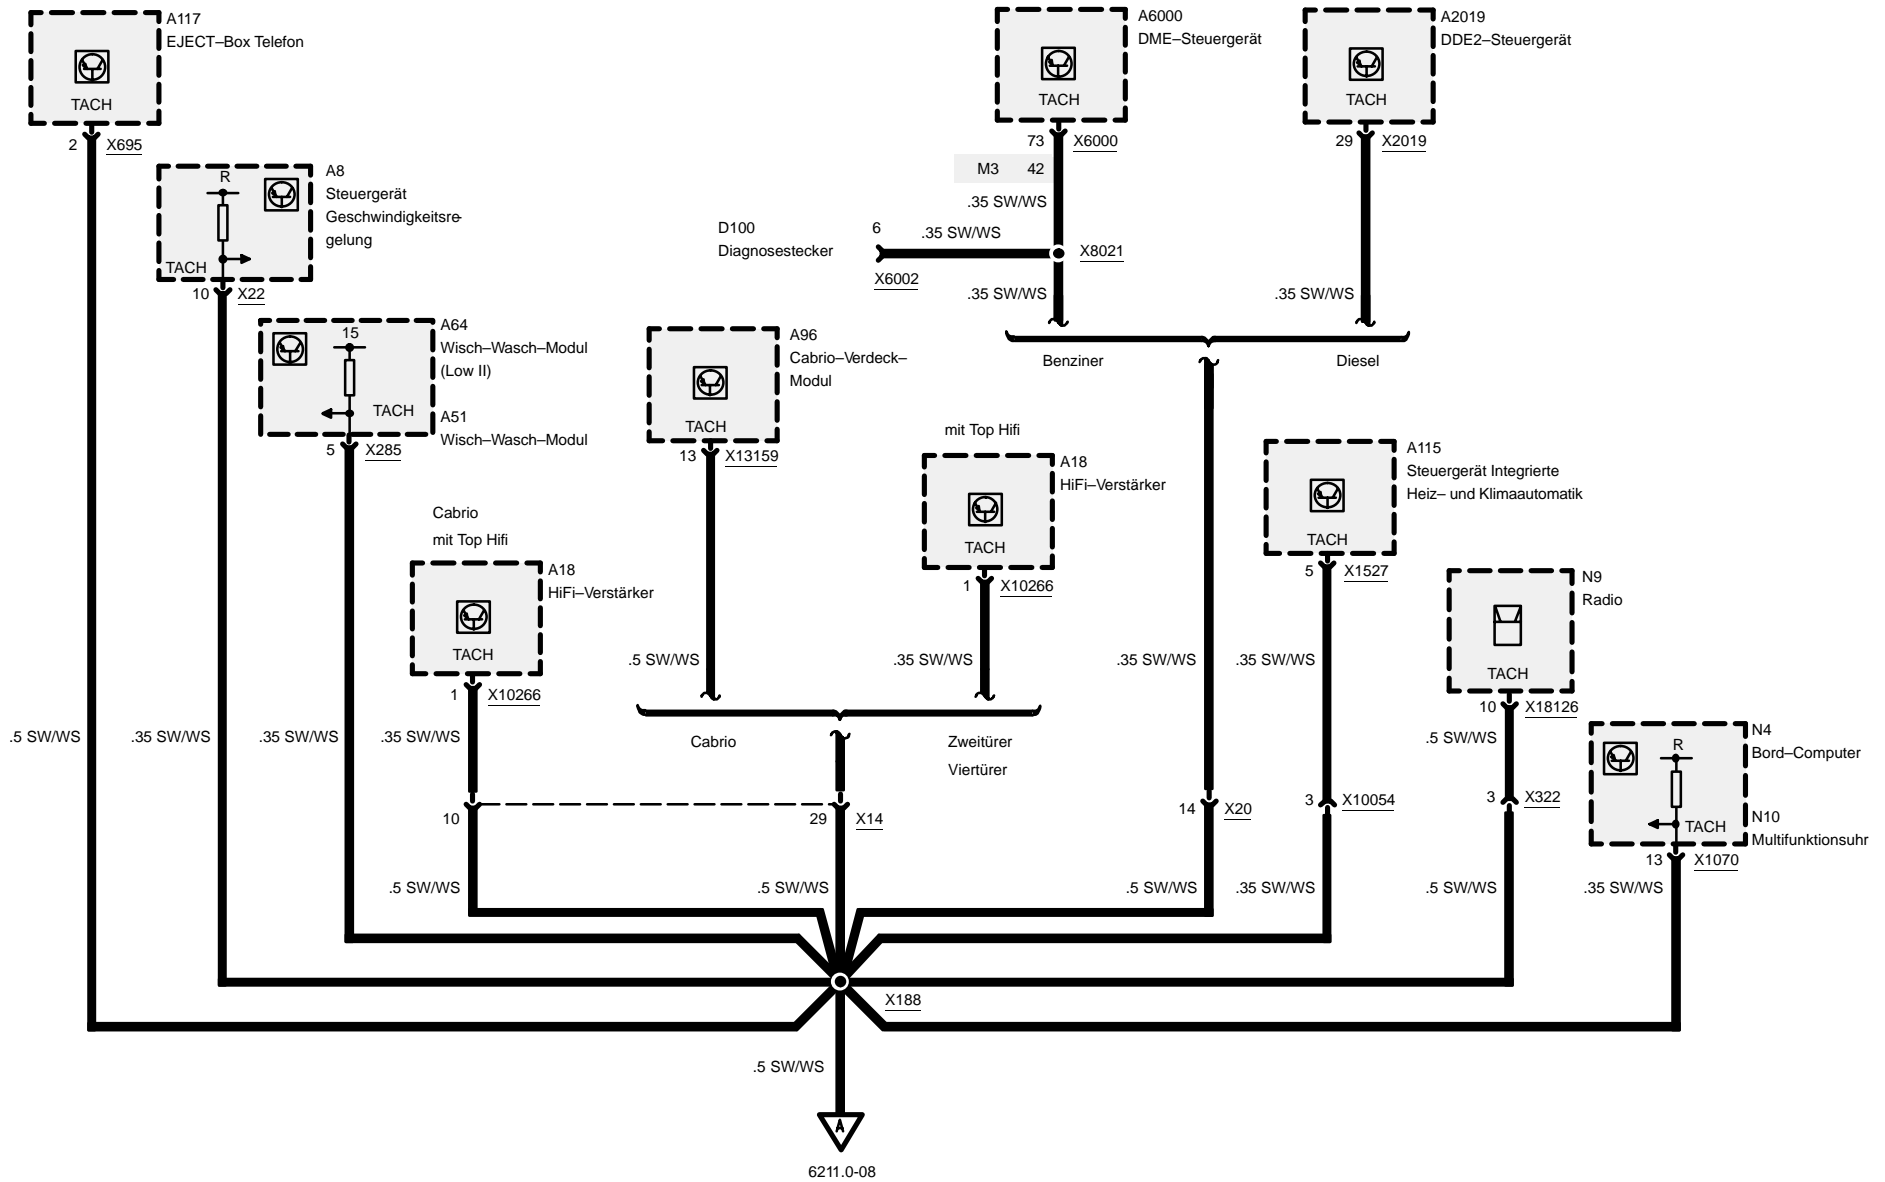 A117
EJECT–Box Telefon
TACH
2 X695
A6000
DME–Steuergerät
TACH
73 X6000
M3 42
.35 SW/WS
A2019
DDE2–Steuergerät
TACH
29 X2019
R
A8
Steuergerät
Geschwindigkeitsre-
gelung
TACH
10 X22
D100
Diagnosestecker
6
.35 SW/WS
X6002
X8021
.35 SW/WS
.35 SW/WS
Benziner
Diesel
15
A64
Wisch–Wasch–Modul
(Low II)
TACH
A51
Wisch–Wasch–Modul
5 X285
A96
Cabrio–Verdeck–
Modul
TACH
13 X13159
mit Top Hifi
A18
HiFi–Verstärker
TACH
1 X10266
A115
Steuergerät Integrierte
Heiz– und Klimaautomatik
TACH
5 X1527
Cabrio
mit Top Hifi
A18
HiFi–Verstärker
TACH
1 X10266
N9
Radio
TACH
10 X18126
.5 SW/WS
.35 SW/WS
.35 SW/WS
.35 SW/WS
.5 SW/WS
.35 SW/WS
.35 SW/WS
.35 SW/WS
.5 SW/WS
Cabrio
Zweitürer
Viertürer
R
N4
Bord–Computer
TACH
N10
Multifunktionsuhr
13 X1070
10
29 X14
14 X20
3 X10054
3 X322
.5 SW/WS
.5 SW/WS
.5 SW/WS
.35 SW/WS
.5 SW/WS
.35 SW/WS
X188
.5 SW/WS
A
6211.0-08